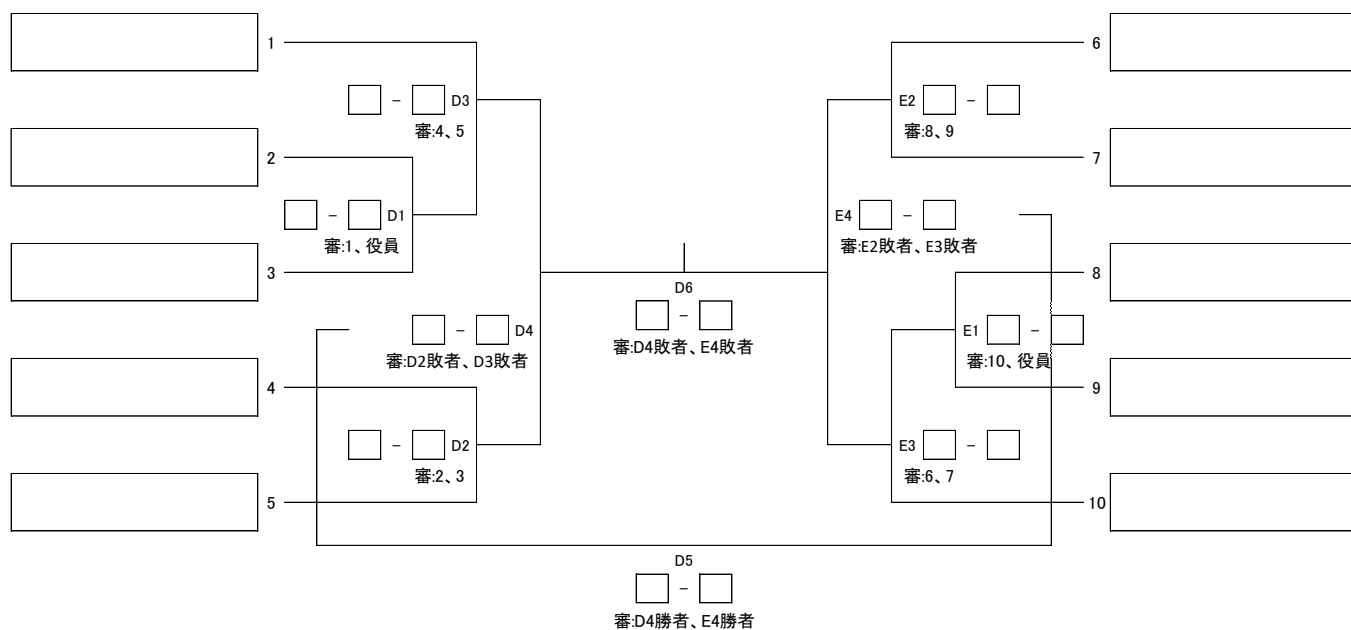 1
6
－ D3
E2 －
審:4、5
審:8、9
2
7
－ D1
E4 －
審:1、役員
審:E2敗者、E3敗者
3
8
D6
－ D4
－
E1 －
審:D2敗者、D3敗者
審:D4敗者、E4敗者
審:10、役員
4
9
－ D2
E3 －
審:2、3
審:6、7
5
10
D5
－
審:D4勝者、E4勝者